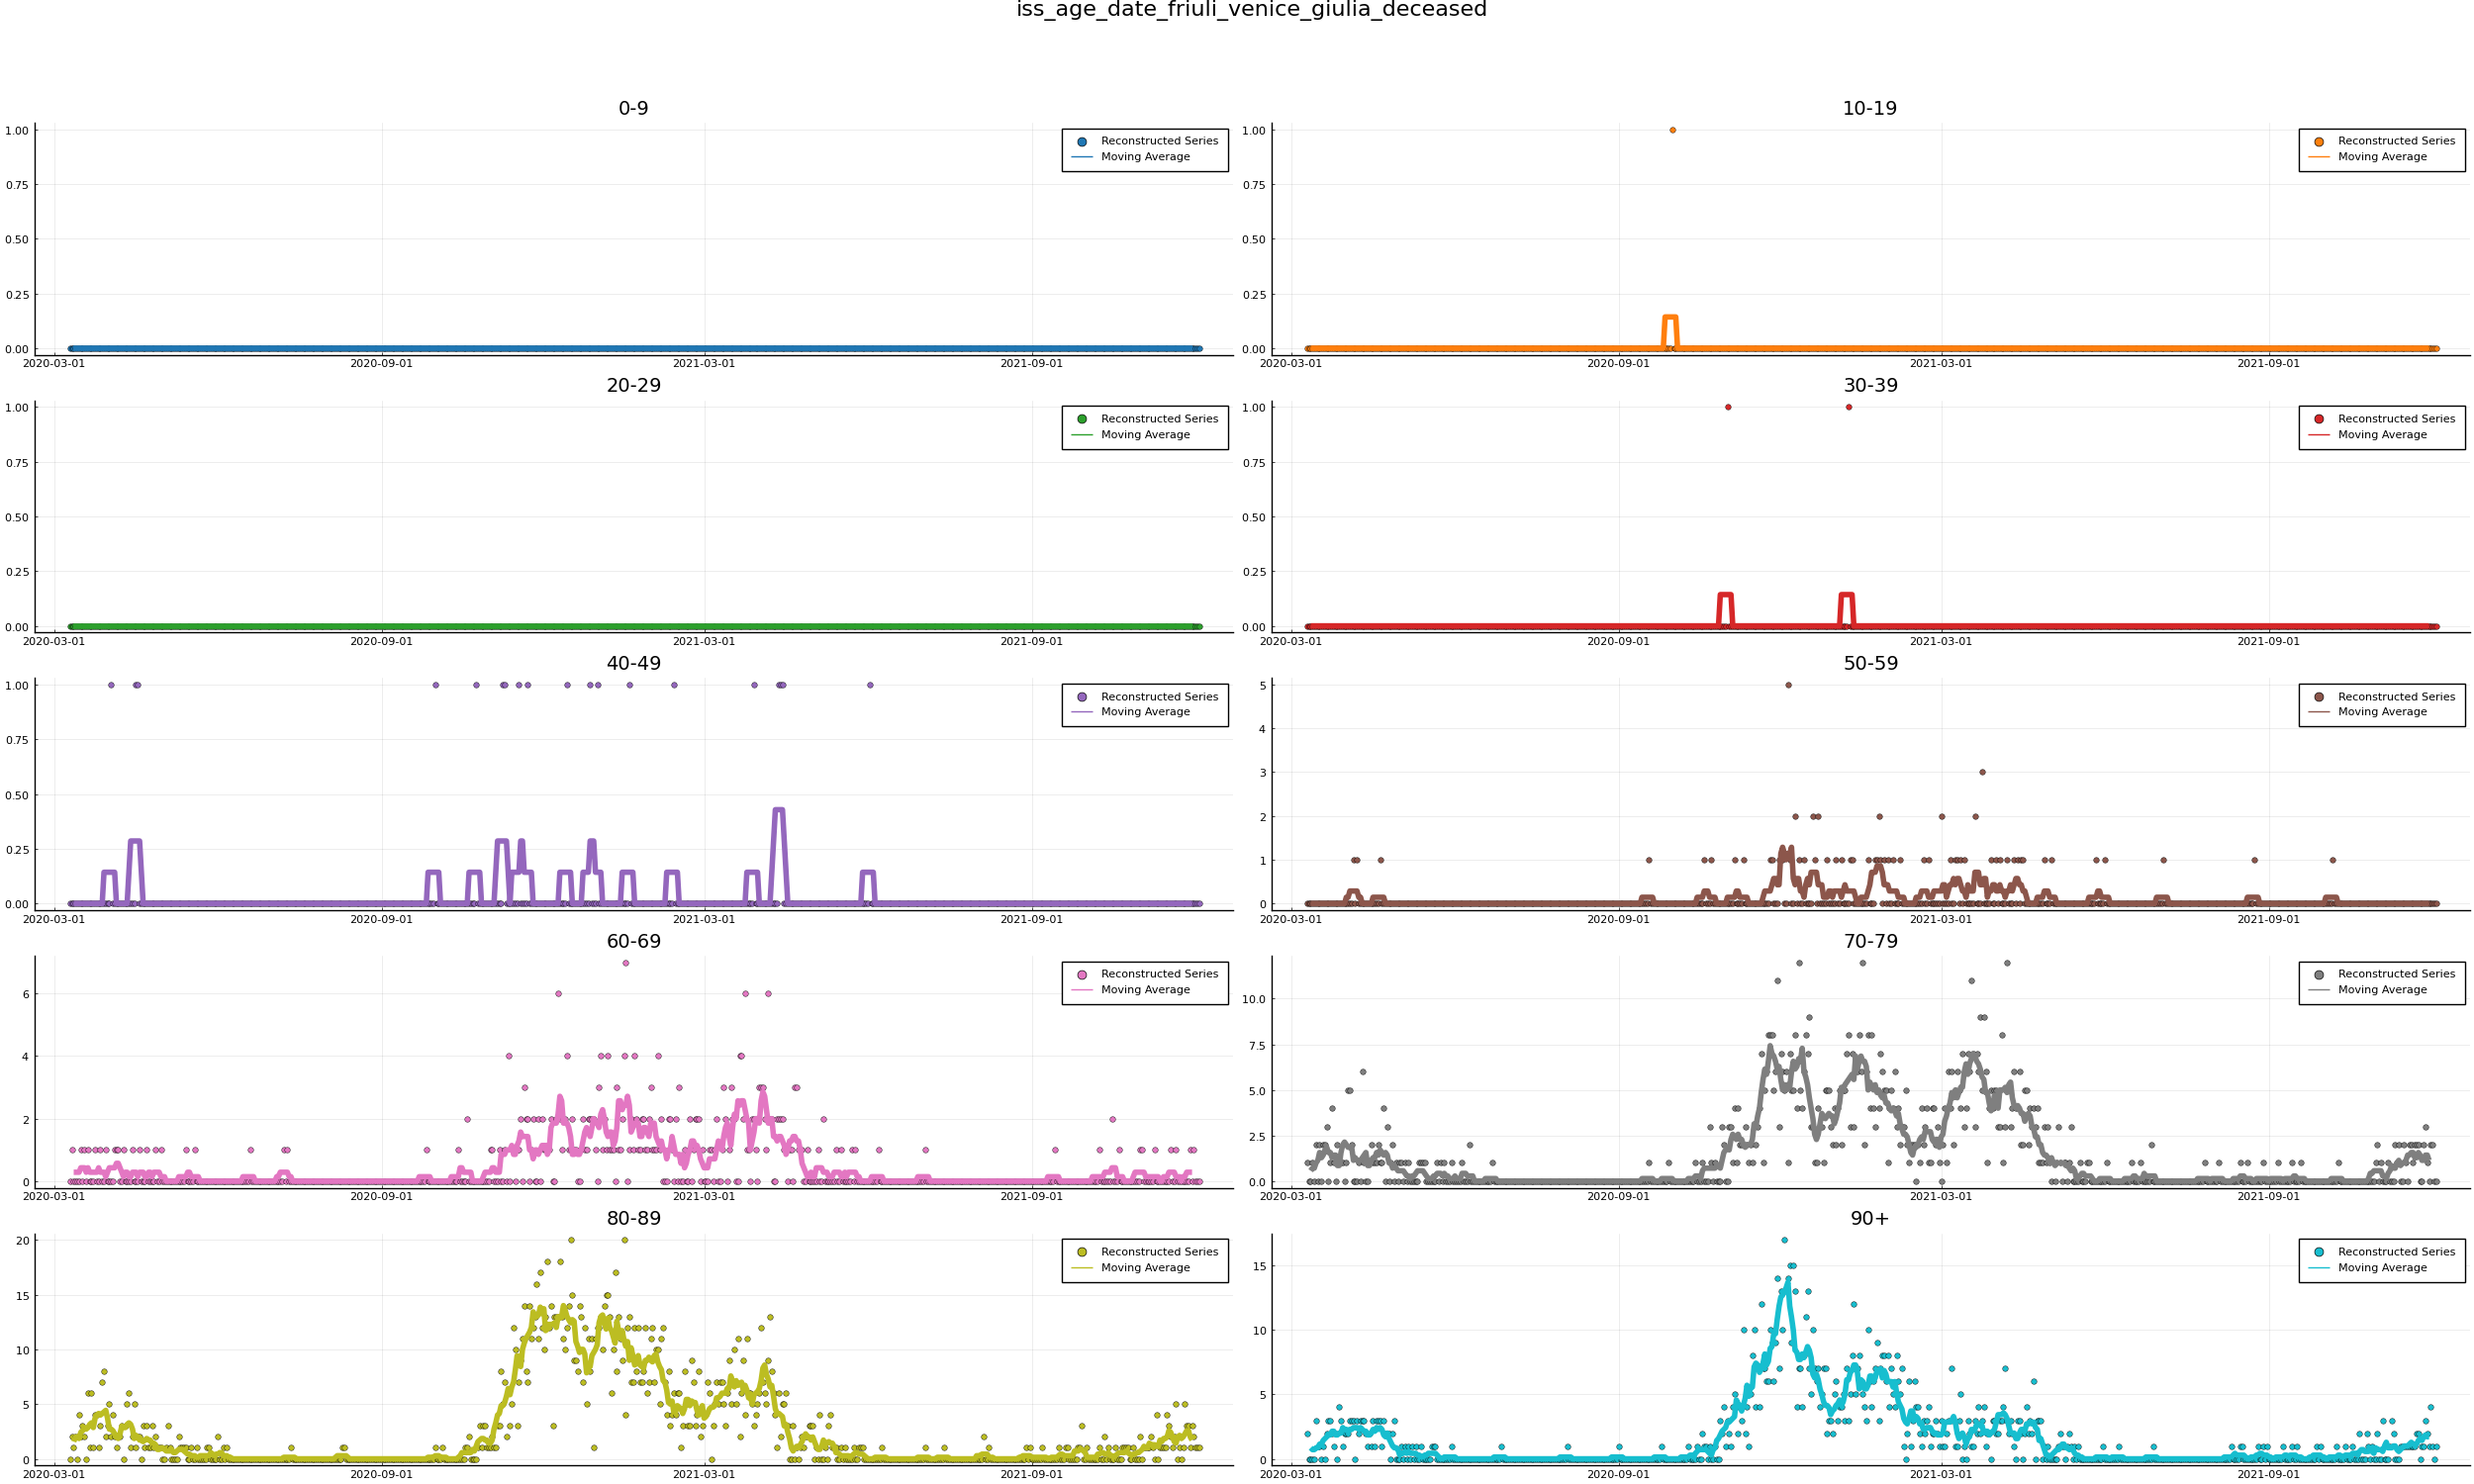 iss_age_date_friuli_venice_giulia_deceased
0-9
1.00
0.75
0.50
0.25
0.00
2020-03-01 2020-09-01 2021-03-01 2021-09-01
Reconstructed Series
Moving Average
10-19
1.00
0.75
0.50
0.25
0.00
2020-03-01 2020-09-01 2021-03-01 2021-09-01
Reconstructed Series
Moving Average
20-29
1.00
0.75
0.50
0.25
0.00
2020-03-01 2020-09-01 2021-03-01 2021-09-01
Reconstructed Series
Moving Average
30-39
1.00
0.75
0.50
0.25
0.00
2020-03-01 2020-09-01 2021-03-01 2021-09-01
Reconstructed Series
Moving Average
40-49
1.00
0.75
0.50
0.25
0.00
2020-03-01 2020-09-01 2021-03-01 2021-09-01
Reconstructed Series
Moving Average
50-59
5
4
3
2
1
0
2020-03-01 2020-09-01 2021-03-01 2021-09-01
Reconstructed Series
Moving Average
60-69
6
4
2
0
2020-03-01 2020-09-01 2021-03-01 2021-09-01
Reconstructed Series
Moving Average
70-79
10.0
7.5
5.0
2.5
0.0
2020-03-01 2020-09-01 2021-03-01 2021-09-01
Reconstructed Series
Moving Average
80-89
20
15
10
5
0
2020-03-01 2020-09-01 2021-03-01 2021-09-01
Reconstructed Series
Moving Average
90+
15
10
5
0
2020-03-01 2020-09-01 2021-03-01 2021-09-01
Reconstructed Series
Moving Average